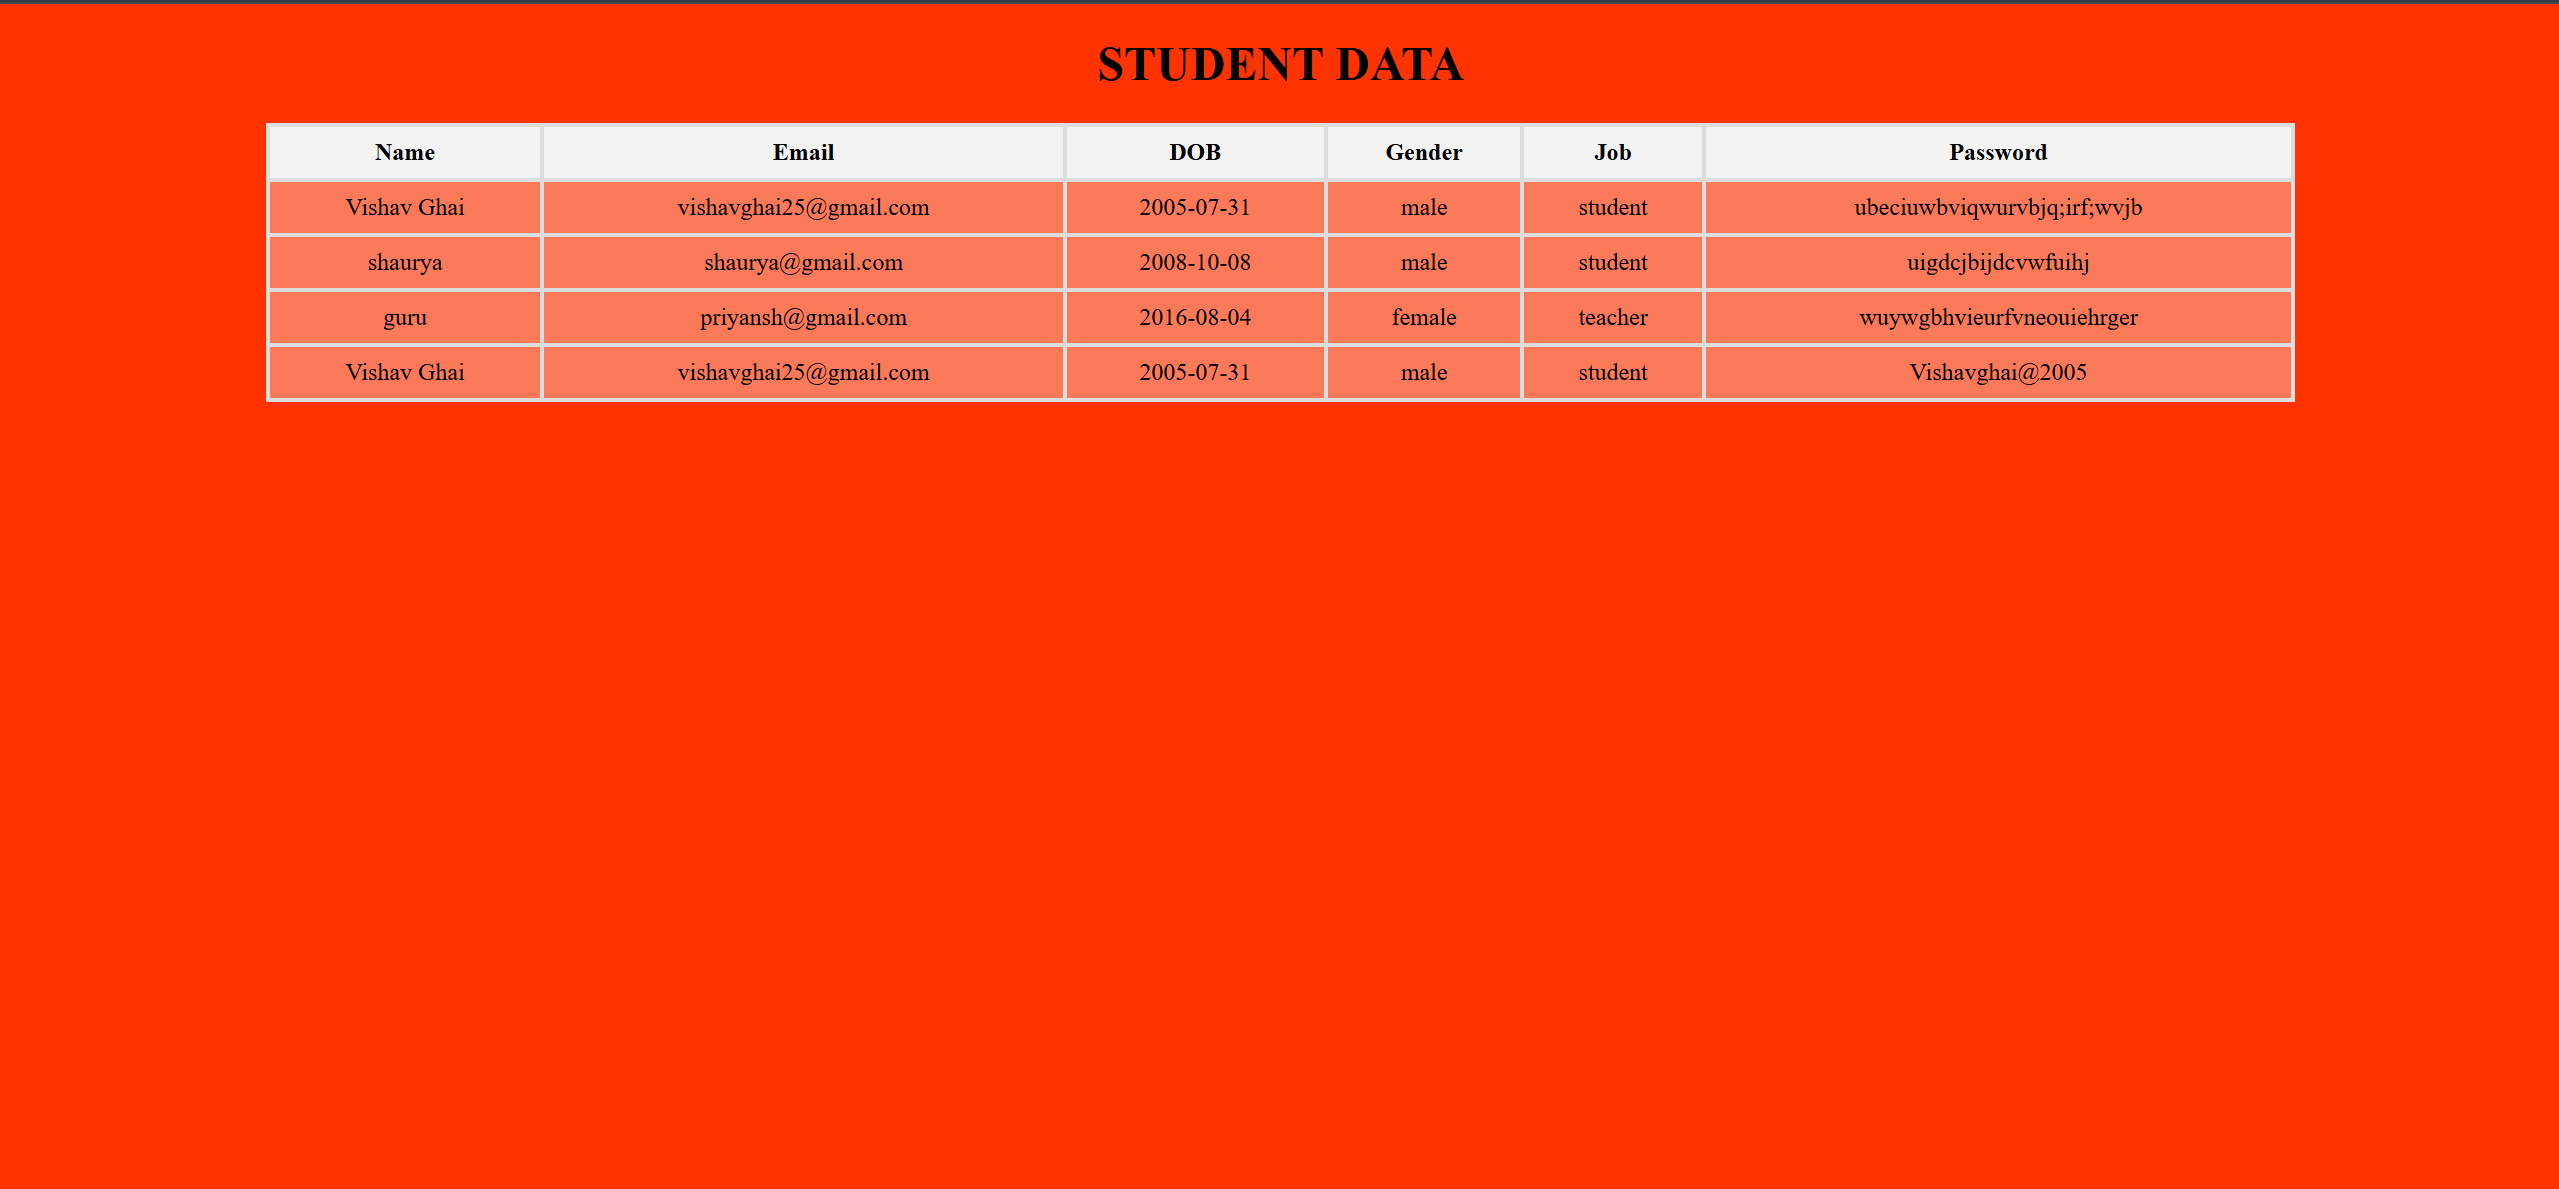 STUDENT DATA
Name Email DOB Gender Job Password
Vishav Ghai vishavghai25@gmail.com 2005-07-31 male student ubeciuwbviqwurvbjq;irf;wvjb
shaurya shaurya@gmail.com 2008-10-08 male student uigdcjbijdcvwfuihj
guru priyansh@gmail.com 2016-08-04 female teacher wuywgbhvieurfvneouiehrger
Vishav Ghai vishavghai25@gmail.com 2005-07-31 male student Vishavghai@2005